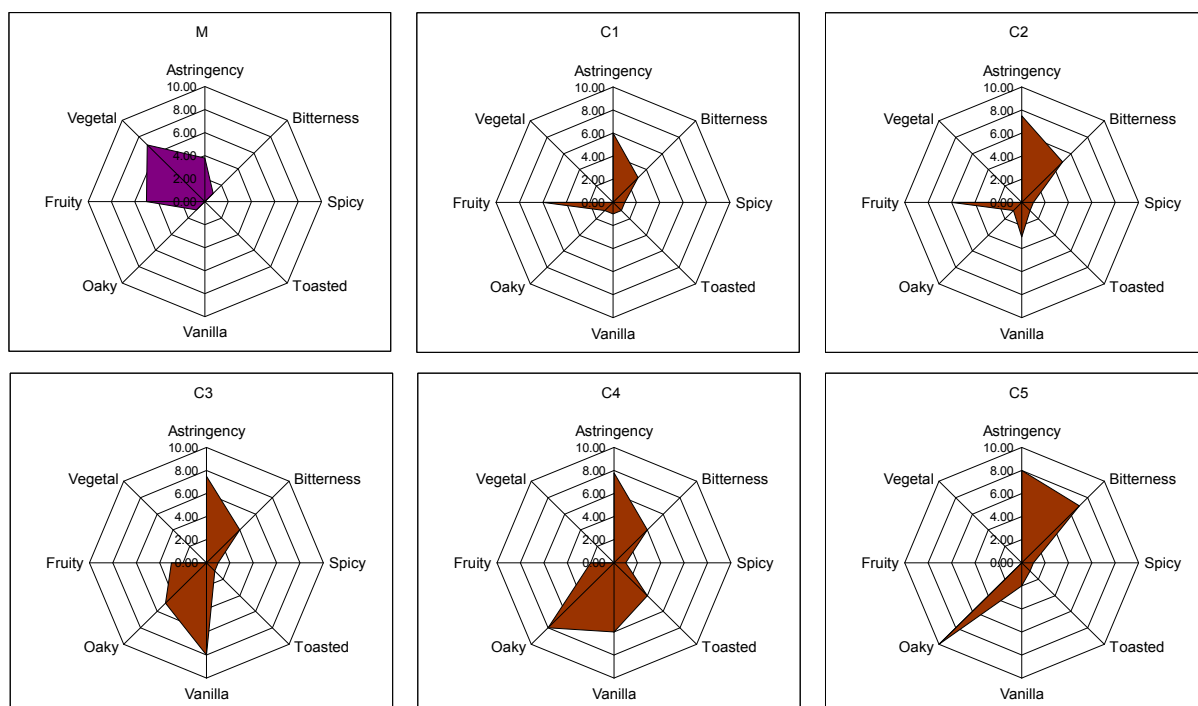 M
Astringency
10.00
Vegetal
8.00
Bitterness
6.00
4.00
2.00
Fruity
0.00
Spicy
Oaky
Toasted
Vanilla
C1
Astringency
10.00
Vegetal
8.00
Bitterness
6.00
4.00
2.00
Fruity
0.00
Spicy
Oaky
Toasted
Vanilla
C2
Astringency
10.00
Vegetal
8.00
Bitterness
6.00
4.00
2.00
Fruity
0.00
Spicy
Oaky
Toasted
Vanilla
C3
Astringency
10.00
Vegetal
8.00
Bitterness
6.00
4.00
2.00
Fruity
0.00
Spicy
Oaky
Toasted
Vanilla
C4
Astringency
10.00
Vegetal
8.00
Bitterness
6.00
4.00
2.00
Fruity
0.00
Spicy
Oaky
Toasted
Vanilla
C5
Astringency
10.00
Vegetal
8.00
Bitterness
6.00
4.00
2.00
Fruity
0.00
Spicy
Oaky
Toasted
Vanilla